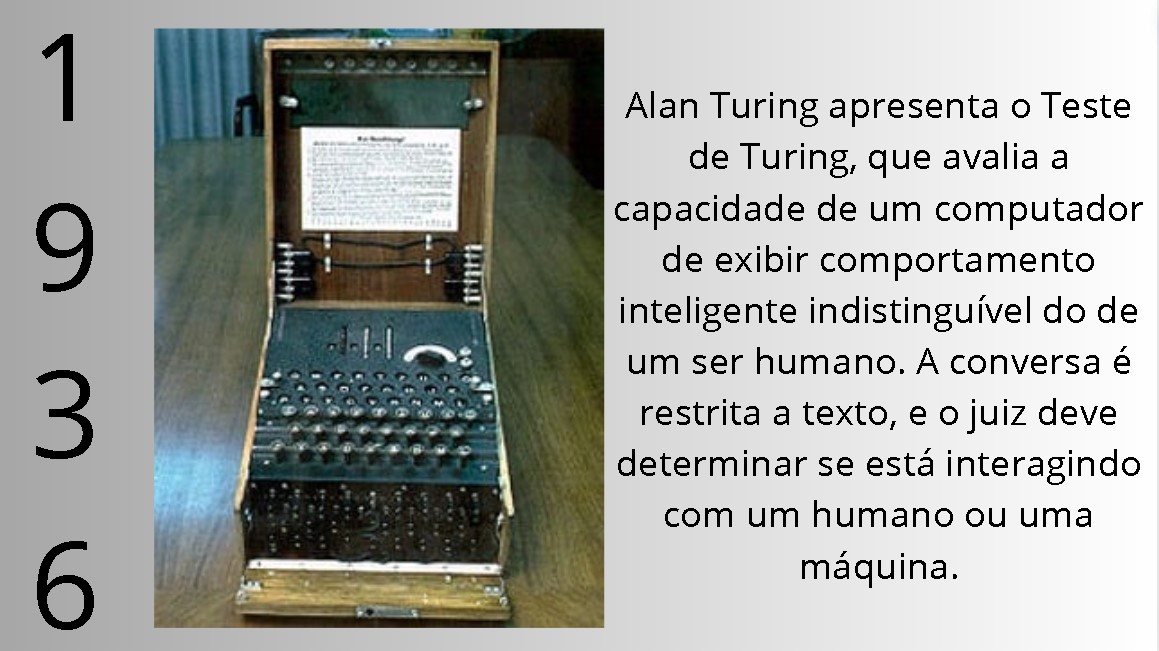 1
9
3
6
Alan Turing apresenta o Teste
de Turing, que avalia a
capacidade de um computador
de exibir comportamento
inteligente indistinguível do de
um ser humano. A conversa é
restrita a texto, e o juiz deve
determinar se está interagindo
com um humano ou uma
máquina.